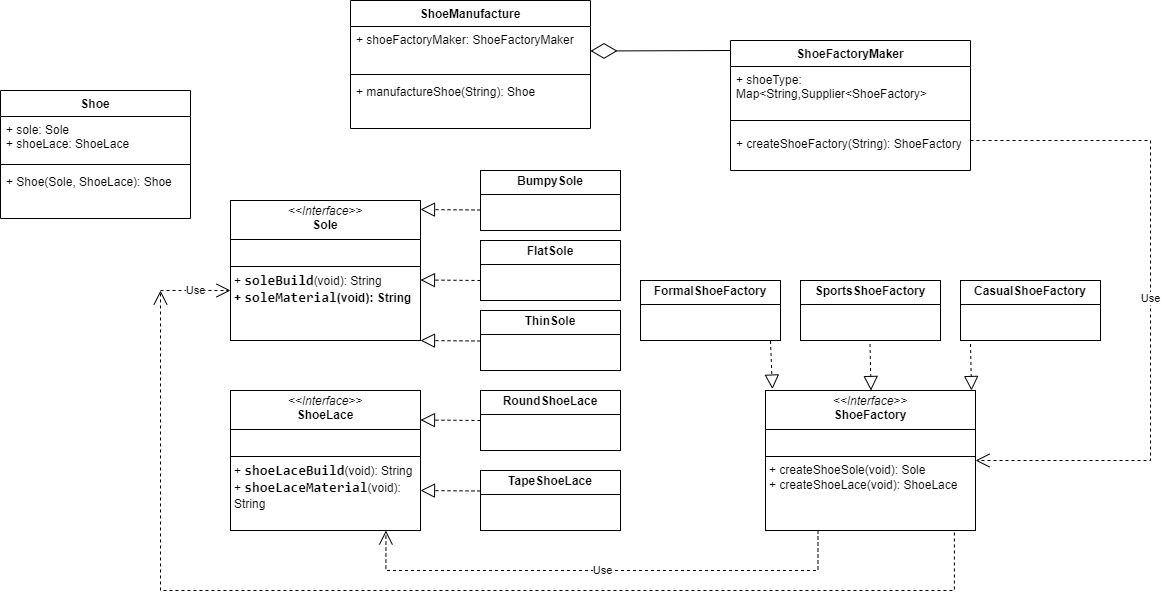 ShoeManufacture
+ shoeFactoryMaker: ShoeFactoryMaker
+ manufactureShoe(String): Shoe
ShoeFactoryMaker
+ shoeType:
Map<String,Supplier<ShoeFactory>
+ createShoeFactory(String): ShoeFactory
Shoe
+ sole: Sole
+ shoeLace: ShoeLace
+ Shoe(Sole, ShoeLace): Shoe
<<Interface>>
Sole
+ soleBuild(void): String
+ soleMaterial(void): String
BumpySole
FlatSole
ThinSole
Use
FormalShoeFactory
SportsShoeFactory
CasualShoeFactory
Use
<<Interface>>
ShoeLace
+ shoeLaceBuild(void): String
+ shoeLaceMaterial(void):
String
RoundShoeLace
TapeShoeLace
<<Interface>>
ShoeFactory
+ createShoeSole(void): Sole
+ createShoeLace(void): ShoeLace
Use